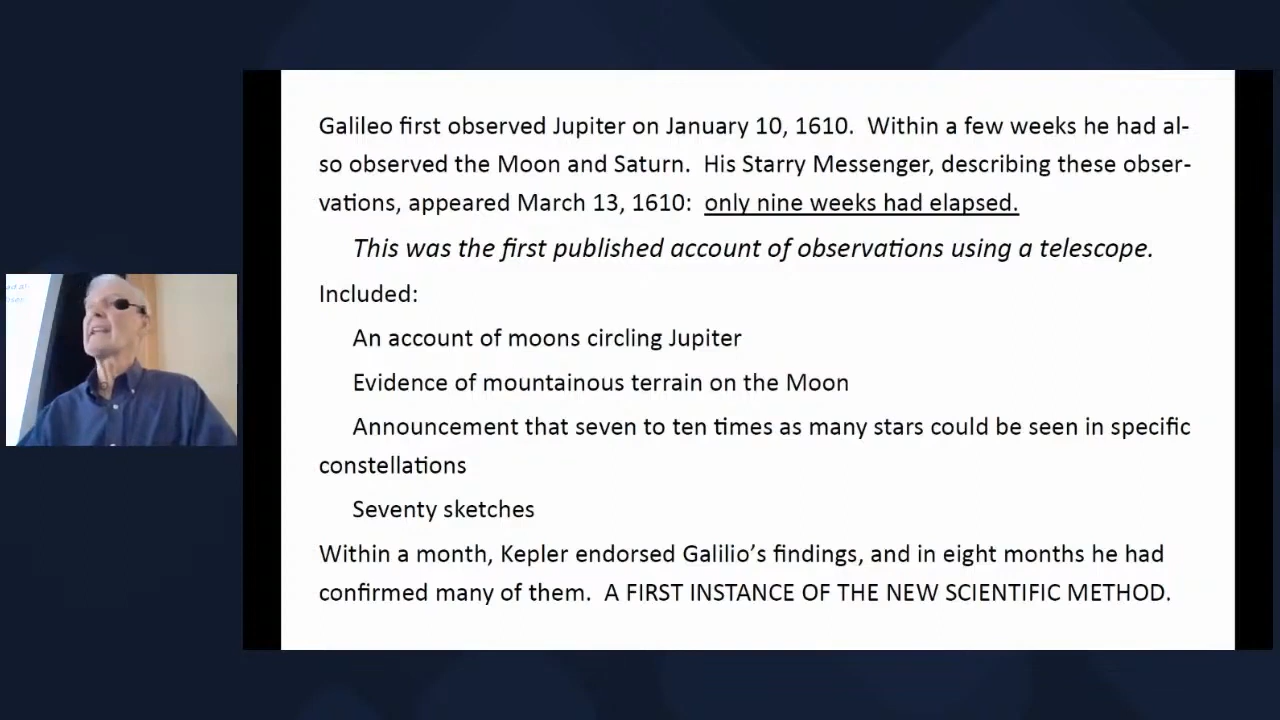 Galileo first observed Jupiter on January 10, 1610.  Within a few weeks he had al-
so observed the Moon and Saturn.  His Starry Messenger, describing these obser-
vations, appeared March 13, 1610:  only nine weeks had elapsed.
This was the first published account of observations using a telescope.
Included:
An account of moons circling Jupiter
Evidence of mountainous terrain on the Moon
Announcement that seven to ten times as many stars could be seen in specific
constellations
Seventy sketches
Within a month, Kepler endorsed Galilio’s findings, and in eight months he had
confirmed many of them.  A FIRST INSTANCE OF THE NEW SCIENTIFIC METHOD.